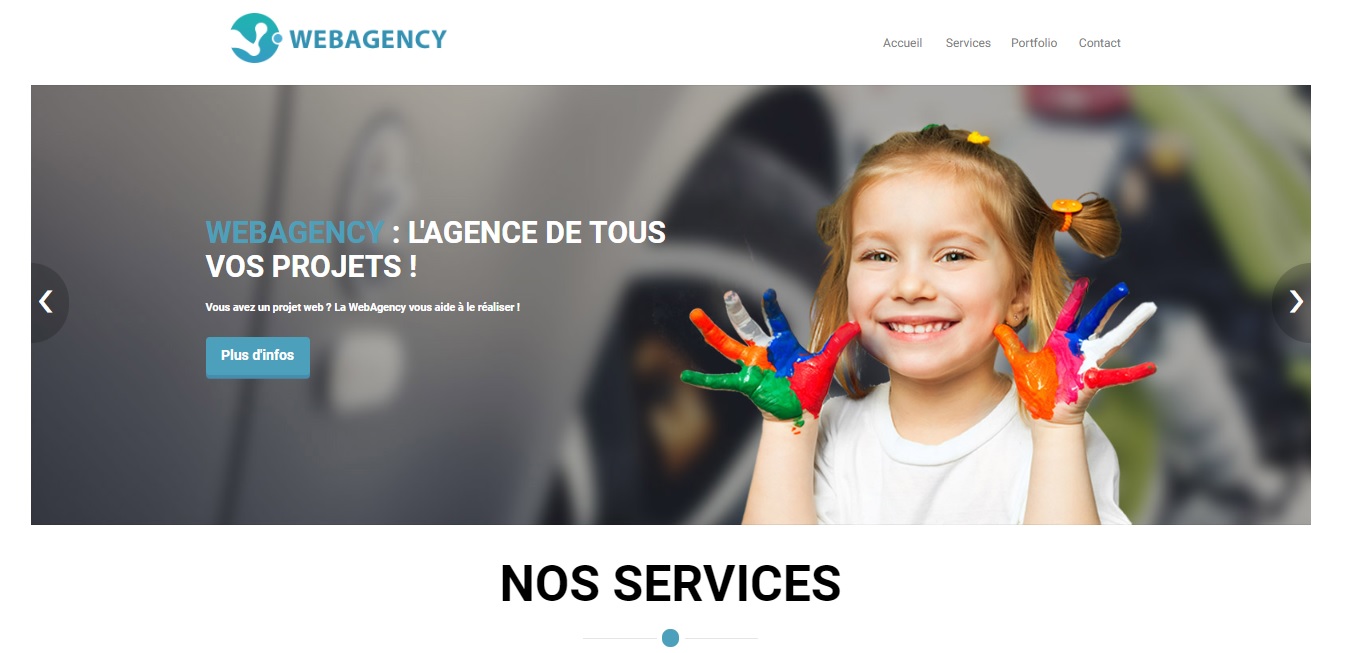 WEBAGENCY
Accueil Services Portfolio Contact
WEBAGENCY : L'AGENCE DE TOUS
VOS PROJETS !
Vous avez un projet web ? La WebAgency vous aide à le réaliser !
Plus d'infos
NOS SERVICES